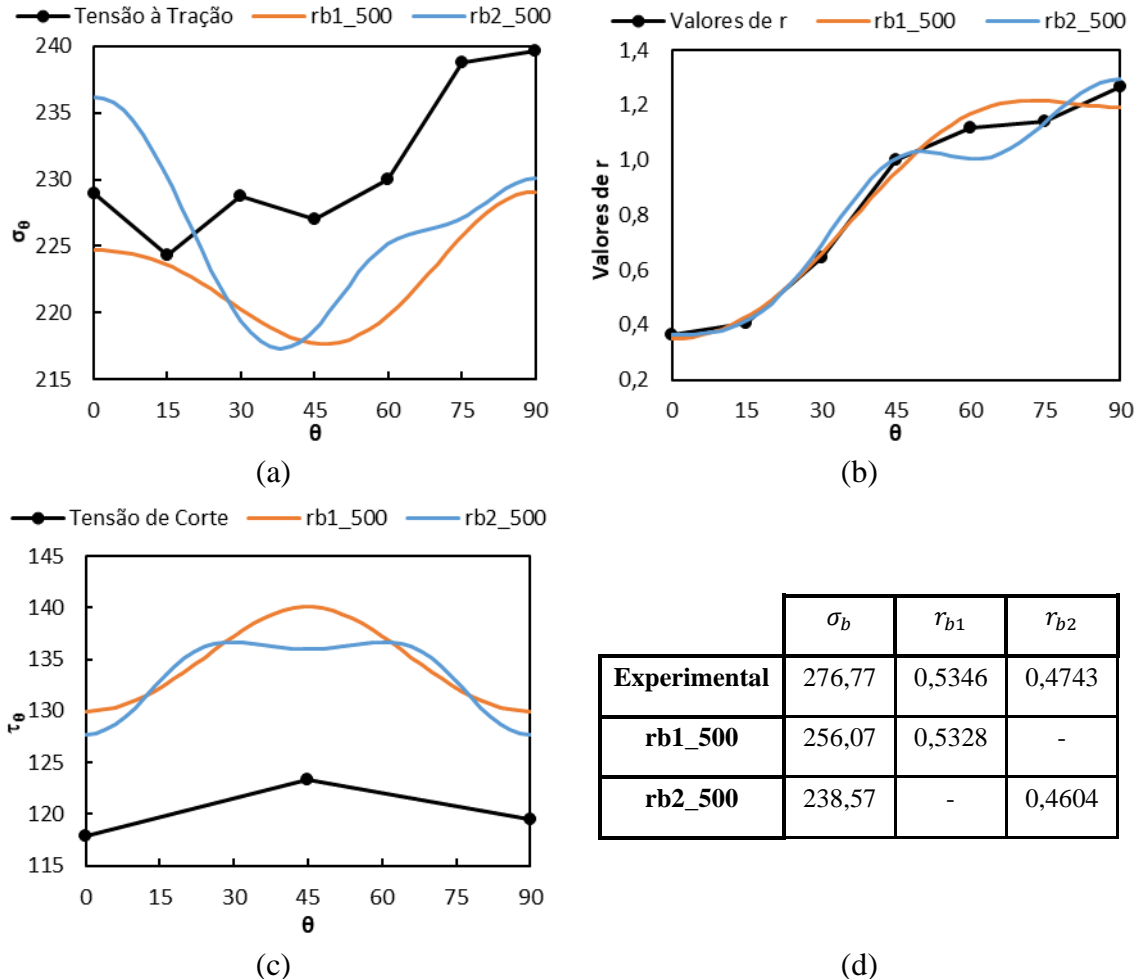 Tensão à Tração rb1_500 rb2_500
240
235
230
225
220
215
σθ
0 15 30 45 60 75 90
θ
(a)
Valores de r rb1_500 rb2_500
1,4
1,2
1,0
0,8
0,6
0,4
0,2
Valores de r
0 15 30 45 60 75 90
θ
(b)
Tensão de Corte rb1_500 rb2_500
145
140
135
130
125
120
115
τθ
0 15 30 45 60 75 90
θ
(c)
σb rb1 rb2
Experimental 276,77 0,5346 0,4743
rb1_500 256,07 0,5328 -
rb2_500 238,57 - 0,4604
(d)